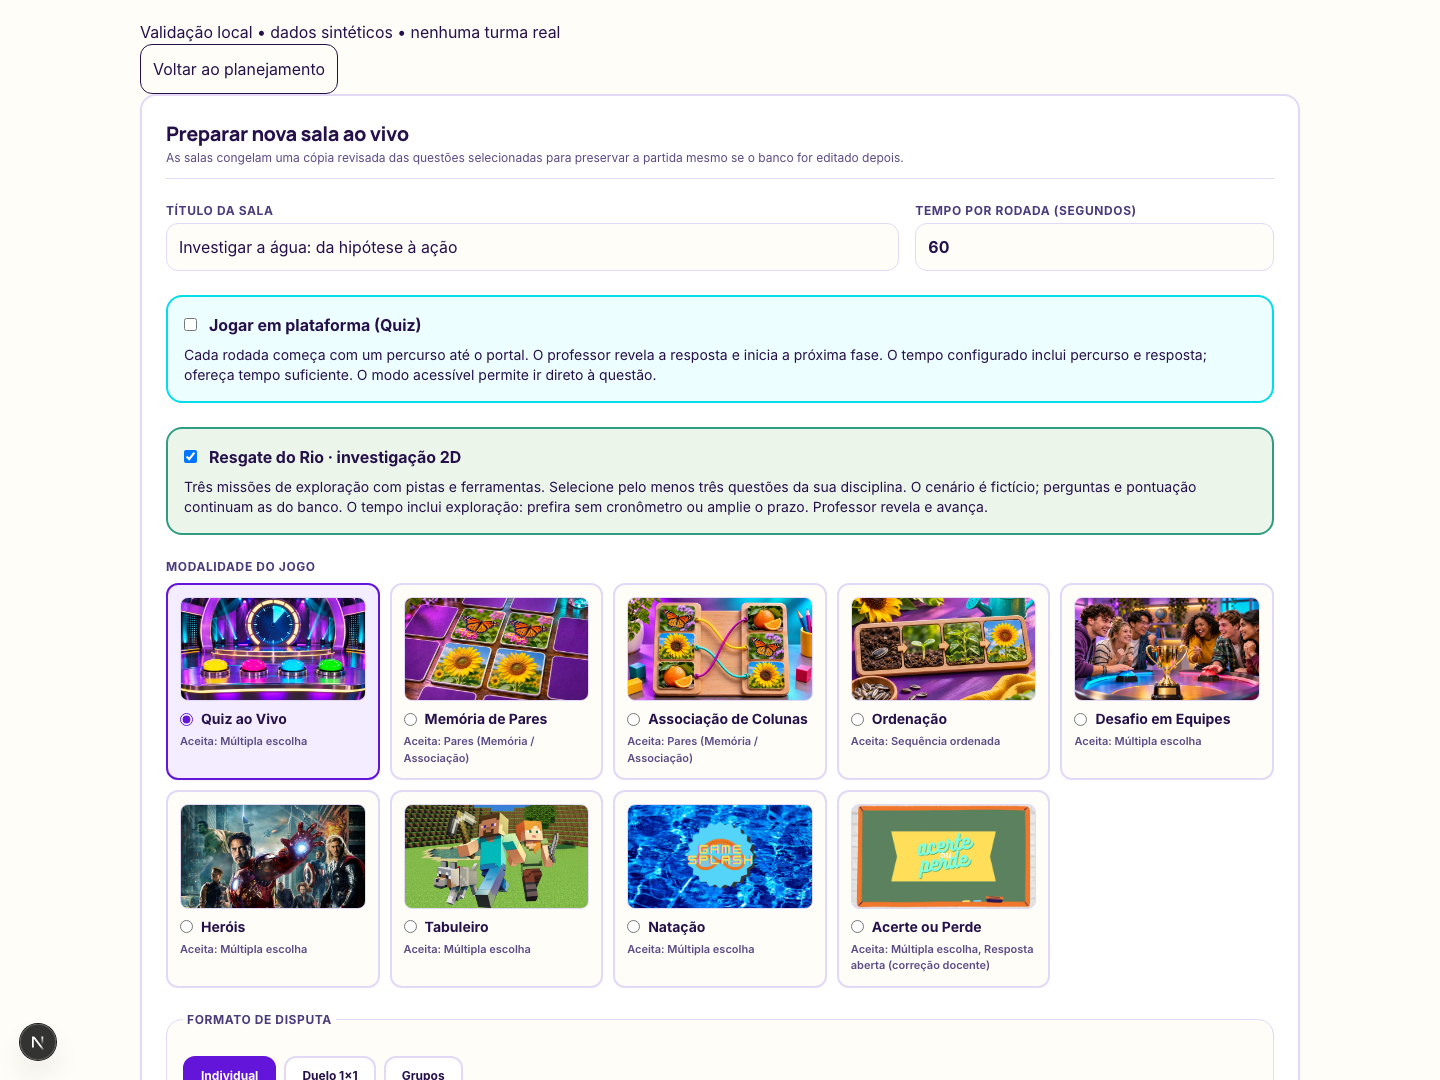 Validação local • dados sintéticos • nenhuma turma real
Voltar ao planejamento
Preparar nova sala ao vivo
As salas congelam uma cópia revisada das questões selecionadas para preservar a partida mesmo se o banco for editado depois.
TÍTULO DA SALA
TEMPO POR RODADA (SEGUNDOS)
Investigar a água: da hipótese à ação
60
Jogar em plataforma (Quiz)
Cada rodada começa com um percurso até o portal. O professor revela a resposta e inicia a próxima fase. O tempo configurado inclui percurso e resposta;
ofereça tempo suficiente. O modo acessível permite ir direto à questão.
Resgate do Rio · investigação 2D
Três missões de exploração com pistas e ferramentas. Selecione pelo menos três questões da sua disciplina. O cenário é fictício; perguntas e pontuação
continuam as do banco. O tempo inclui exploração: prefira sem cronômetro ou amplie o prazo. Professor revela e avança.
MODALIDADE DO JOGO
Quiz ao Vivo
Aceita: Múltipla escolha
Memória de Pares
Aceita: Pares (Memória /
Associação)
Associação de Colunas
Aceita: Pares (Memória /
Associação)
Ordenação
Aceita: Sequência ordenada
Desafio em Equipes
Aceita: Múltipla escolha
Heróis
Aceita: Múltipla escolha
Tabuleiro
Aceita: Múltipla escolha
GAME
SPLASH
Natação
Aceita: Múltipla escolha
acerte
ou
perde
Acerte ou Perde
Aceita: Múltipla escolha, Resposta
aberta (correção docente)
FORMATO DE DISPUTA
N
Individual
Duelo 1×1
Grupos